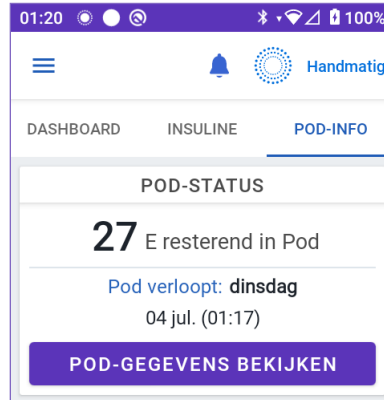 01:20 100%
Handmatig
DASHBOARD INSULINE POD-INFO
POD-STATUS
27 E resterend in Pod
Pod verloopt: dinsdag
04 jul. (01:17)
POD-GEGEVENS BEKIJKEN